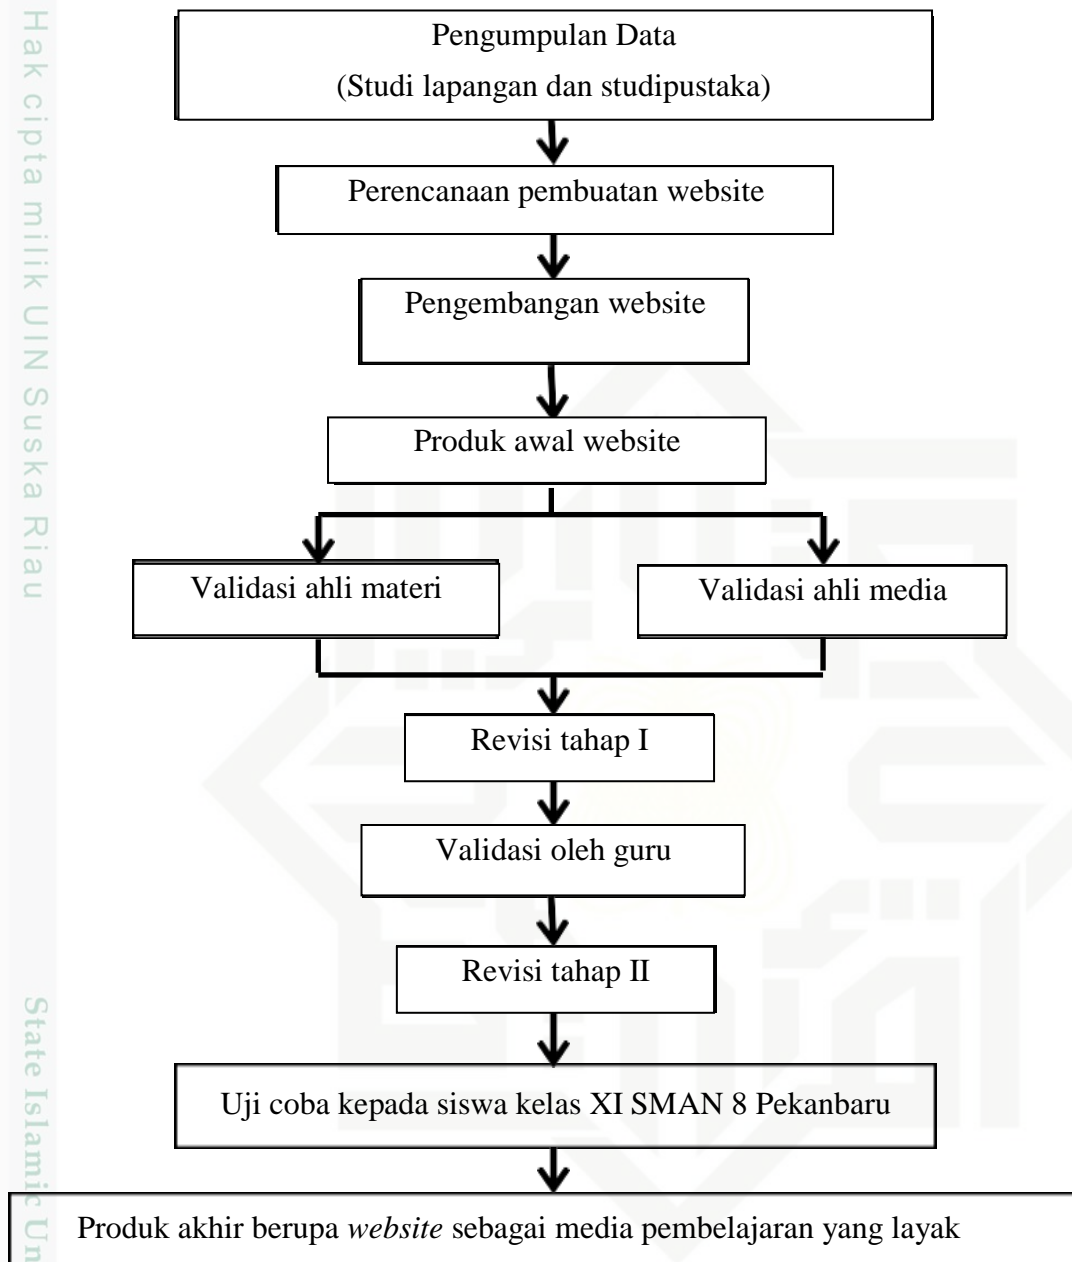 Hak cipta milik UIN Suska Riau
State Islamic Un
Pengumpulan Data
(Studi lapangan dan studipustaka)
Perencanaan pembuatan website
Pengembangan website
Produk awal website
Validasi ahli materi
Validasi ahli media
Revisi tahap I
Validasi oleh guru
Revisi tahap II
Uji coba kepada siswa kelas XI SMAN 8 Pekanbaru
Produk akhir berupa website sebagai media pembelajaran yang layak